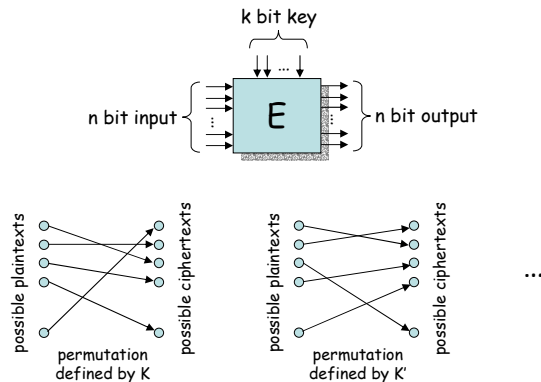 k bit key
...
n bit input
...
E
...
n bit output
possible plaintexts
possible ciphertexts
permutation
defined by K
possible plaintexts
possible ciphertexts
permutation
defined by K'
...